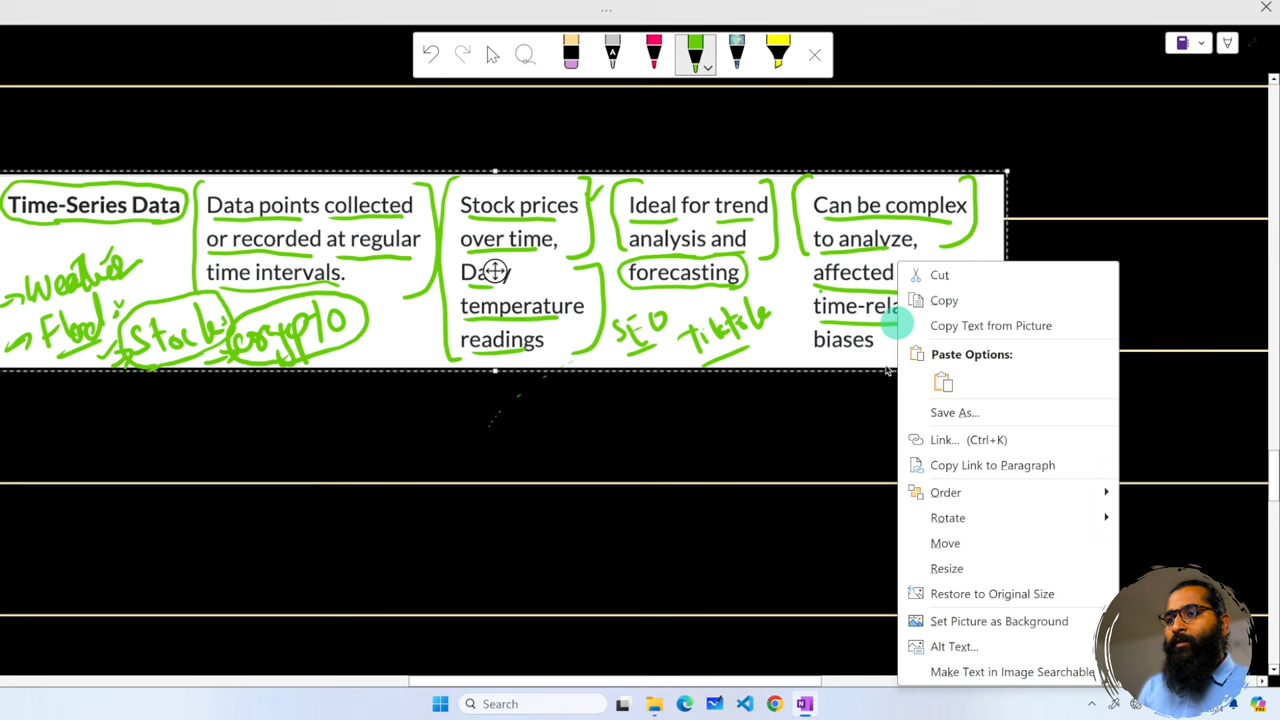 Time-Series Data
Data points collected
or recorded at regular
time intervals.
Stock prices
over time,
Daily
temperature
readings
Ideal for trend
analysis and
forecasting
Can be complex
to analyze,
affected
biases
→ Flood
Stock
crypto
SEO
Tiktok
Cut
Copy
Copy Text from Picture
Paste Options:
Save As...
Link... (Ctrl+K)
Copy Link to Paragraph
Order
Rotate
Move
Resize
Restore to Original Size
Set Picture as Background
Alt Text...
Make Text in Image Searchable
Search